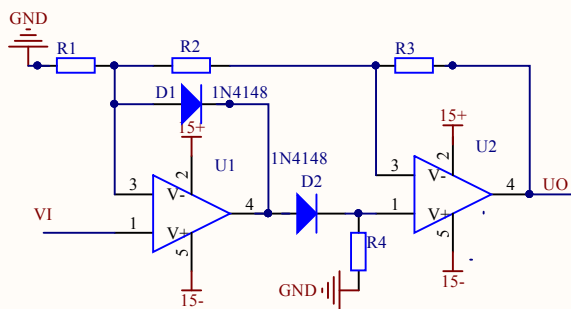 GND
R1
R2
R3
D1
1N4148
15+
15+
U1
U2
1N4148
3
2
V-
3
2
V-
4
D2
4
UO
VI
1
V+
5
1
V+
5
R4
GND
15-
15-